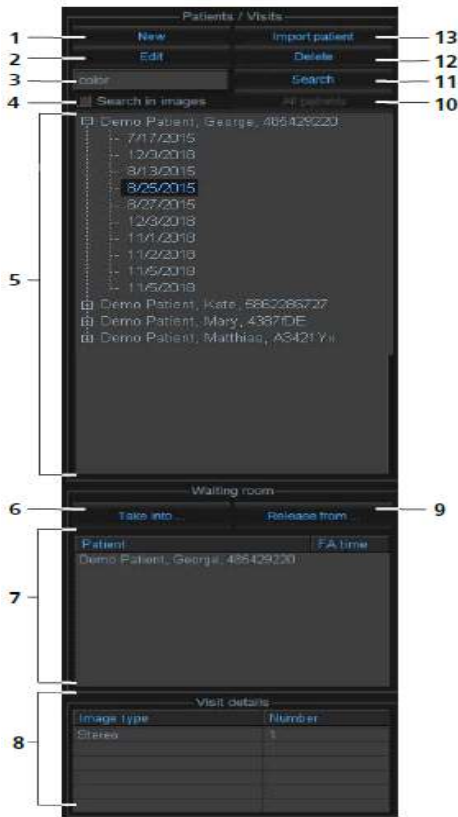 Patients / Visits
1 New Import patient 13
2 Edit Delete 12
3 color Search 11
4 Search in images All patients 10
Demo Patient, George, 485429220
7/17/2015
12/3/2018
8/13/2015
8/25/2015
8/27/2015
12/3/2018
11/1/2018
11/2/2018
11/5/2018
11/5/2018
5
Demo Patient, Kate, 5862386727
Demo Patient, Mary, 4387fDE
Demo Patient, Matthias, A3421Y
Waiting room
6 Take into ... Release from ... 9
Patient FA time
Demo Patient, George, 485429220
7
Visit details
Image type Number
8 Stereo 1